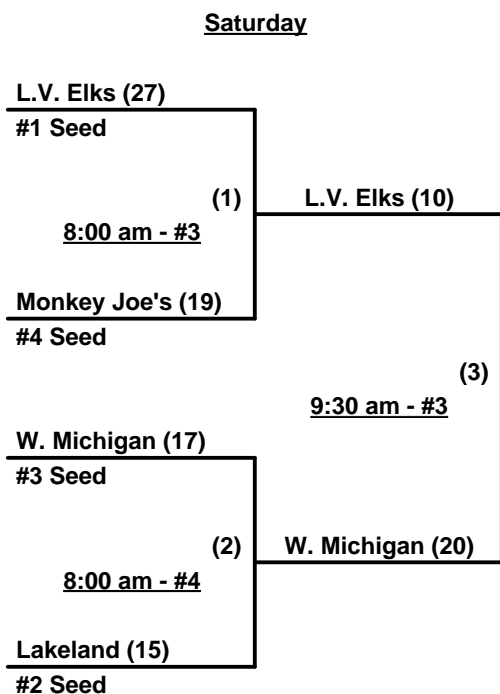 Saturday
L.V. Elks (27)
#1 Seed
(1)
L.V. Elks (10)
8:00 am - #3
Monkey Joe's (19)
#4 Seed
(3)
9:30 am - #3
W. Michigan (17)
#3 Seed
(2)
W. Michigan (20)
8:00 am - #4
Lakeland (15)
#2 Seed